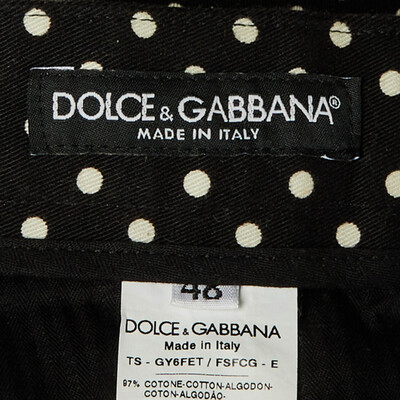 DOLCE & GABBANA®
MADE IN ITALY
48
DOLCE & GABBANA
Made in Italy
TS - GY6FET / FSFCG - E
97% COTONE-COTTON-ALGODON-
COTON-ALGODÃO-